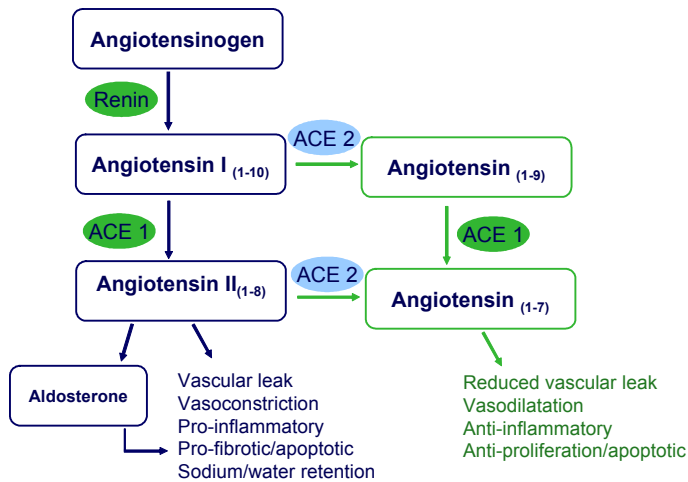 Angiotensinogen
Renin
ACE 2
Angiotensin I (1-10)
Angiotensin (1-9)
ACE 1
ACE 1
ACE 2
Angiotensin II(1-8)
Angiotensin (1-7)
Aldosterone
Vascular leak
Vasoconstriction
Pro-inflammatory
Pro-fibrotic/apoptotic
Sodium/water retention
Reduced vascular leak
Vasodilatation
Anti-inflammatory
Anti-proliferation/apoptotic